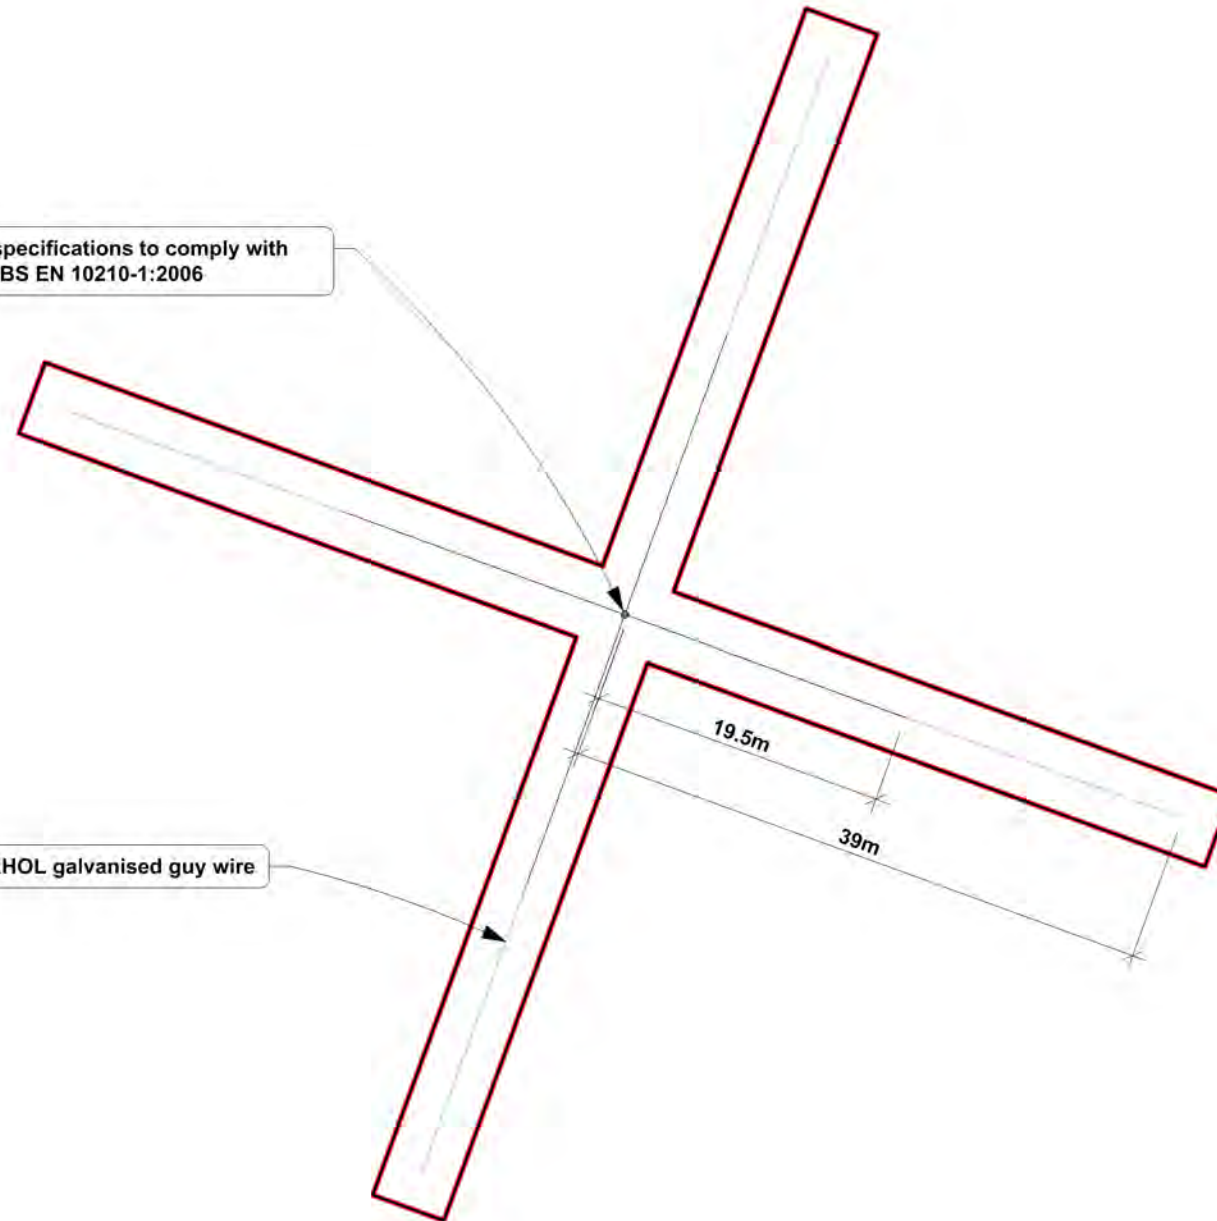 specifications to comply with
BS EN 10210-1:2006
19.5m
39m
HOL galvanised guy wire